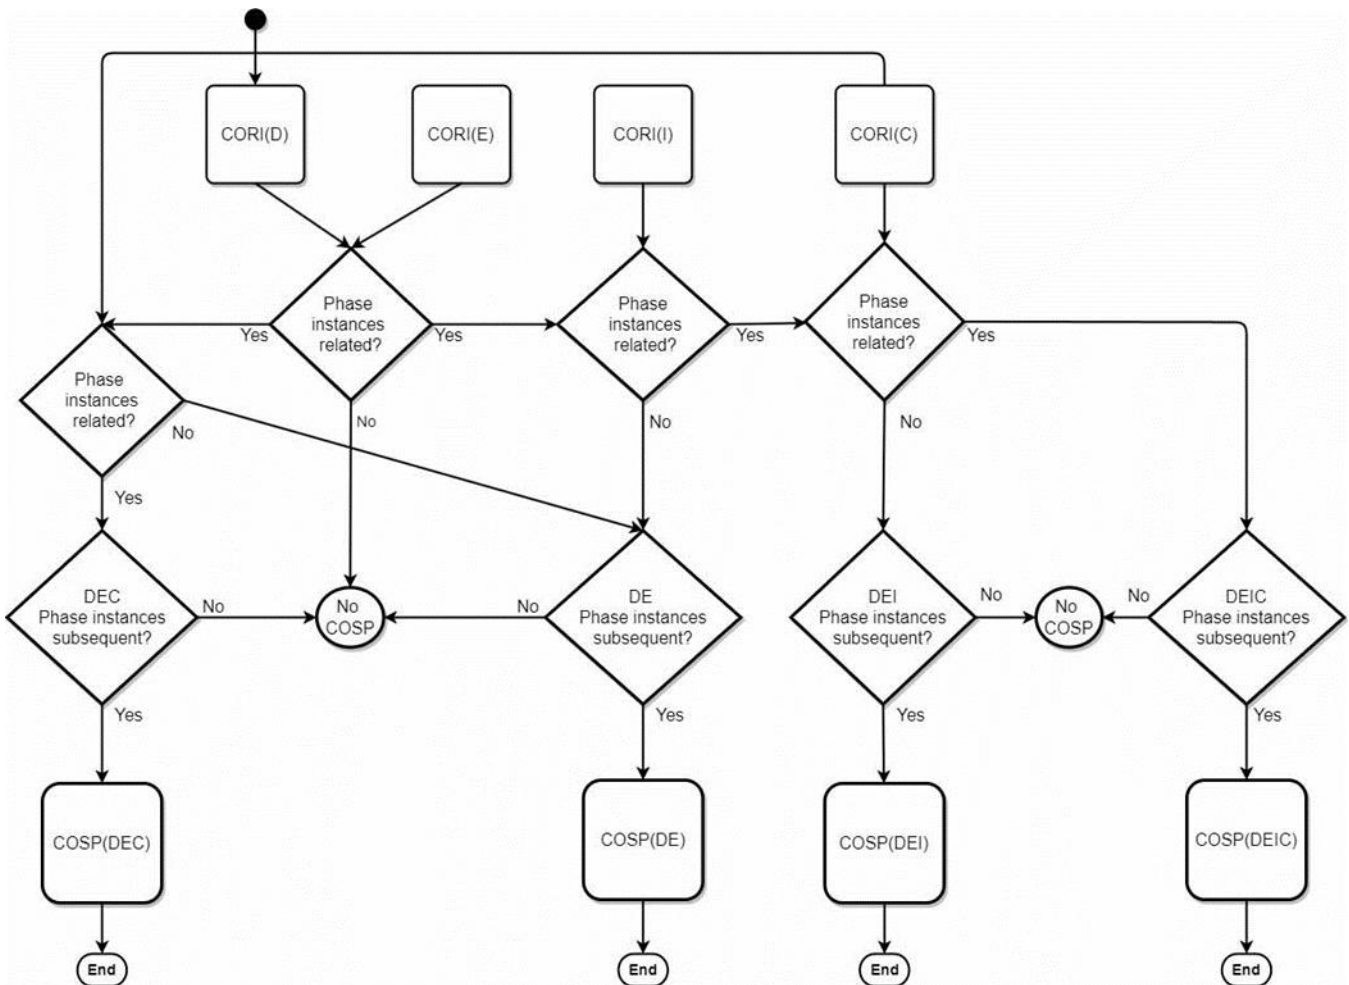 CORI(D)
CORI(E)
CORI(I)
CORI(C)
Phase
instances
related?
Yes
Yes
No
Phase
instances
related?
Yes
No
Phase
instances
related?
Yes
No
Phase
instances
related?
No
Yes
DEC
Phase instances
subsequent?
No
Yes
No
COSP
DE
Phase instances
subsequent?
No
Yes
DEI
Phase instances
subsequent?
No
Yes
No
COSP
DEIC
Phase instances
subsequent?
No
Yes
COSP(DEC)
COSP(DE)
COSP(DEI)
COSP(DEIC)
End
End
End
End